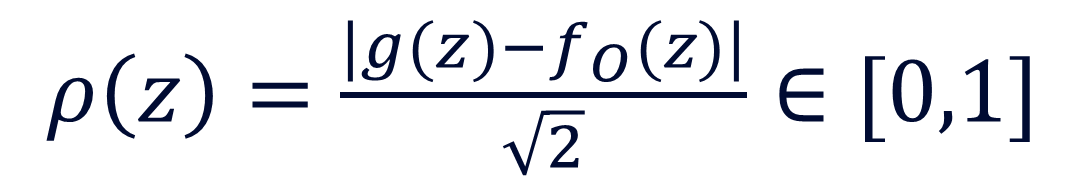 ρ(z) = |g(z)−f_O(z)| / √2 ∈ [0,1]